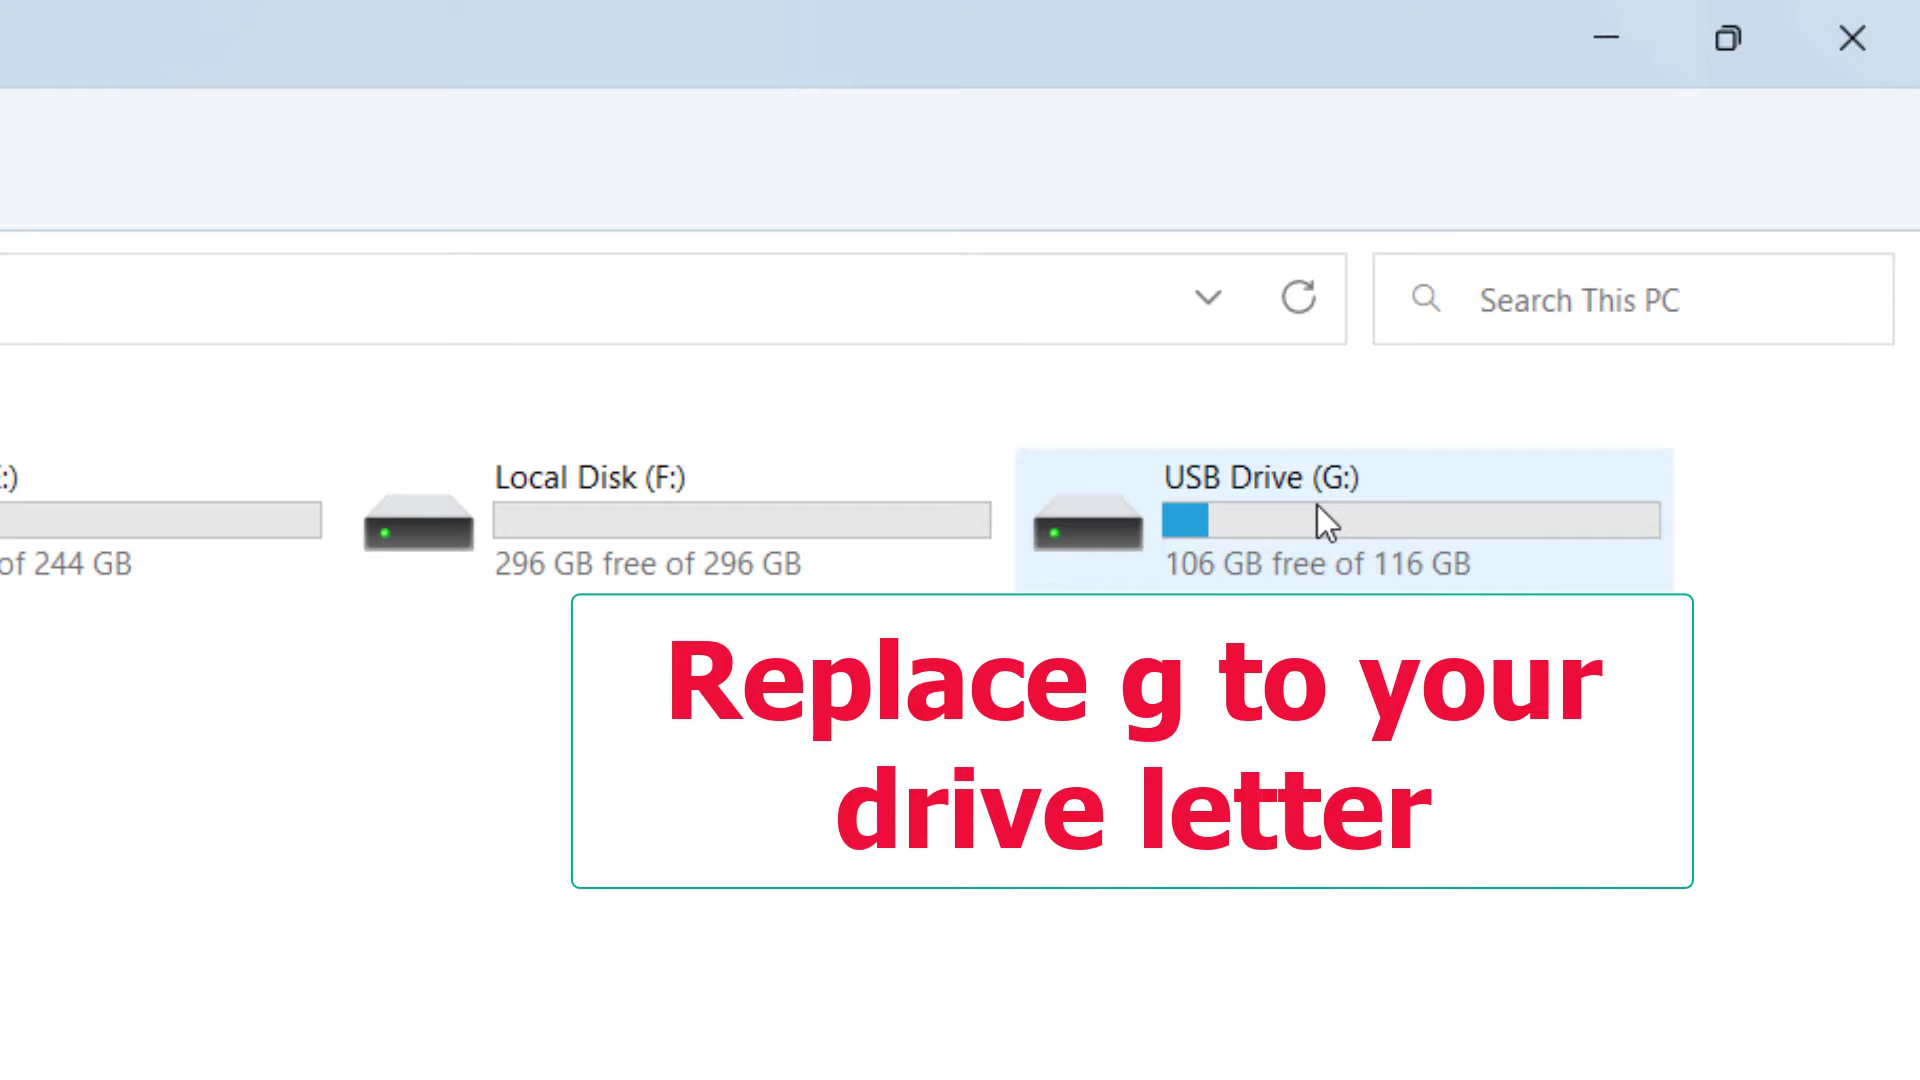 Search This PC
:)
Local Disk (F:)
USB Drive (G:)
of 244 GB
296 GB free of 296 GB
106 GB free of 116 GB
Replace g to your
drive letter